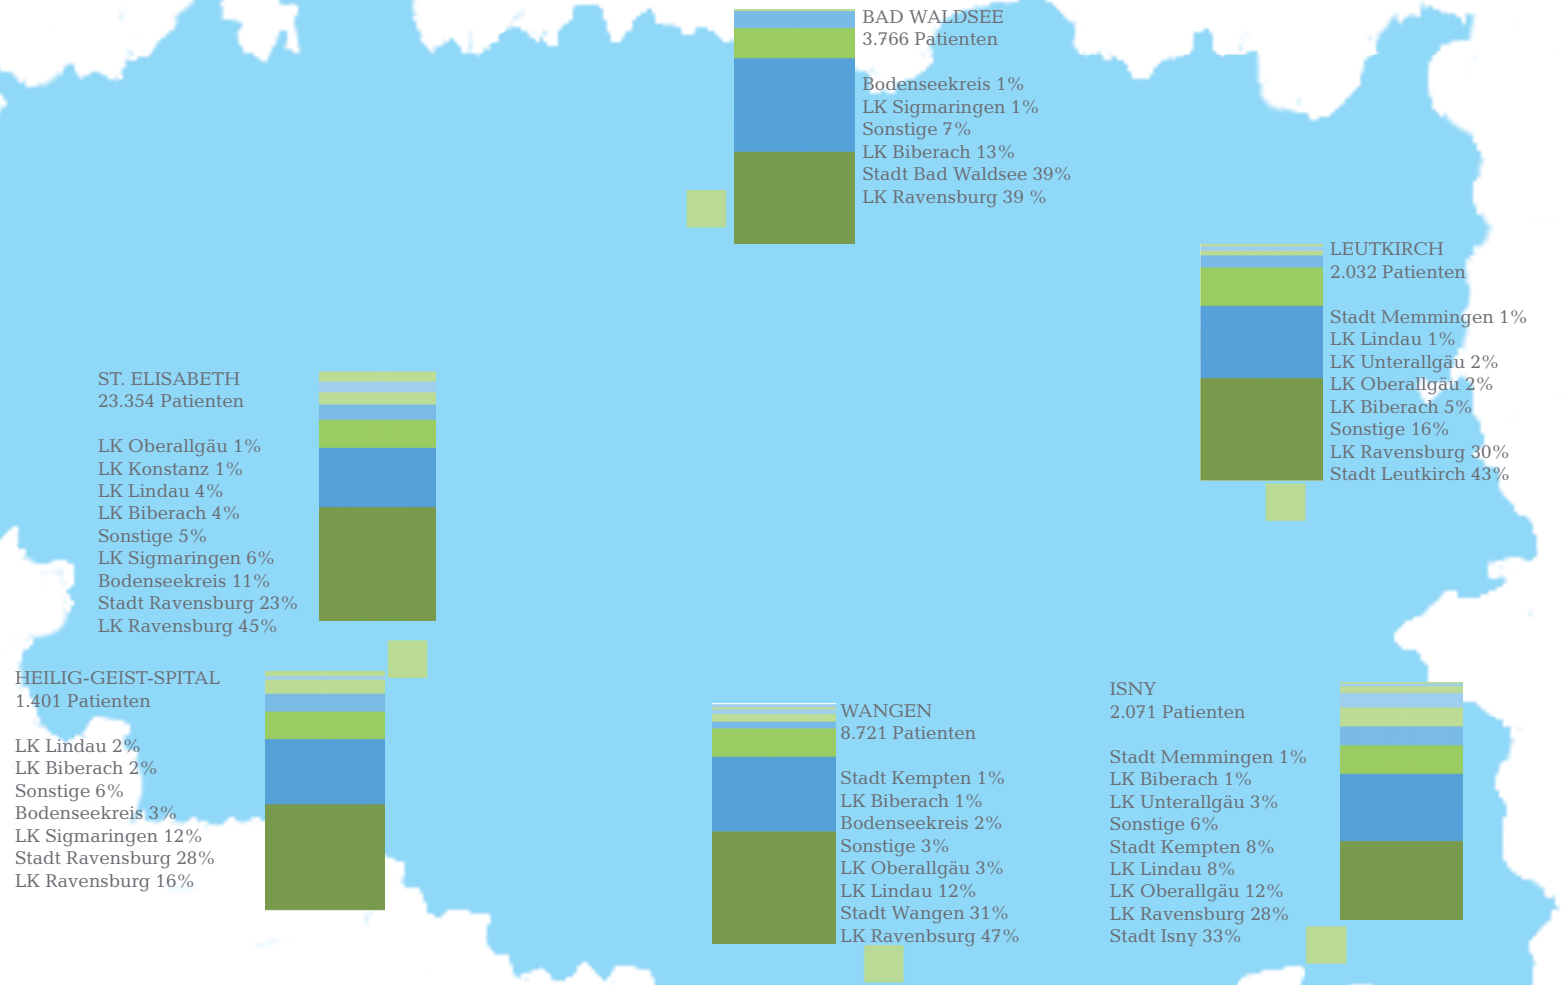 BAD WALDSEE
3.766 Patienten
Bodenseekreis 1%
LK Sigmaringen 1%
Sonstige 7%
LK Biberach 13%
Stadt Bad Waldsee 39%
LK Ravensburg 39 %
LEUTKIRCH
2.032 Patienten
Stadt Memmingen 1%
LK Lindau 1%
LK Unterallgäu 2%
LK Oberallgäu 2%
LK Biberach 5%
Sonstige 16%
LK Ravensburg 30%
Stadt Leutkirch 43%
ST. ELISABETH
23.354 Patienten
LK Oberallgäu 1%
LK Konstanz 1%
LK Lindau 4%
LK Biberach 4%
Sonstige 5%
LK Sigmaringen 6%
Bodenseekreis 11%
Stadt Ravensburg 23%
LK Ravensburg 45%
HEILIG-GEIST-SPITAL
1.401 Patienten
LK Lindau 2%
LK Biberach 2%
Sonstige 6%
Bodenseekreis 3%
LK Sigmaringen 12%
Stadt Ravensburg 28%
LK Ravensburg 16%
WANGEN
8.721 Patienten
Stadt Kempten 1%
LK Biberach 1%
Bodenseekreis 2%
Sonstige 3%
LK Oberallgäu 3%
LK Lindau 12%
Stadt Wangen 31%
LK Ravenbsurg 47%
ISNY
2.071 Patienten
Stadt Memmingen 1%
LK Biberach 1%
LK Unterallgäu 3%
Sonstige 6%
Stadt Kempten 8%
LK Lindau 8%
LK Oberallgäu 12%
LK Ravensburg 28%
Stadt Isny 33%